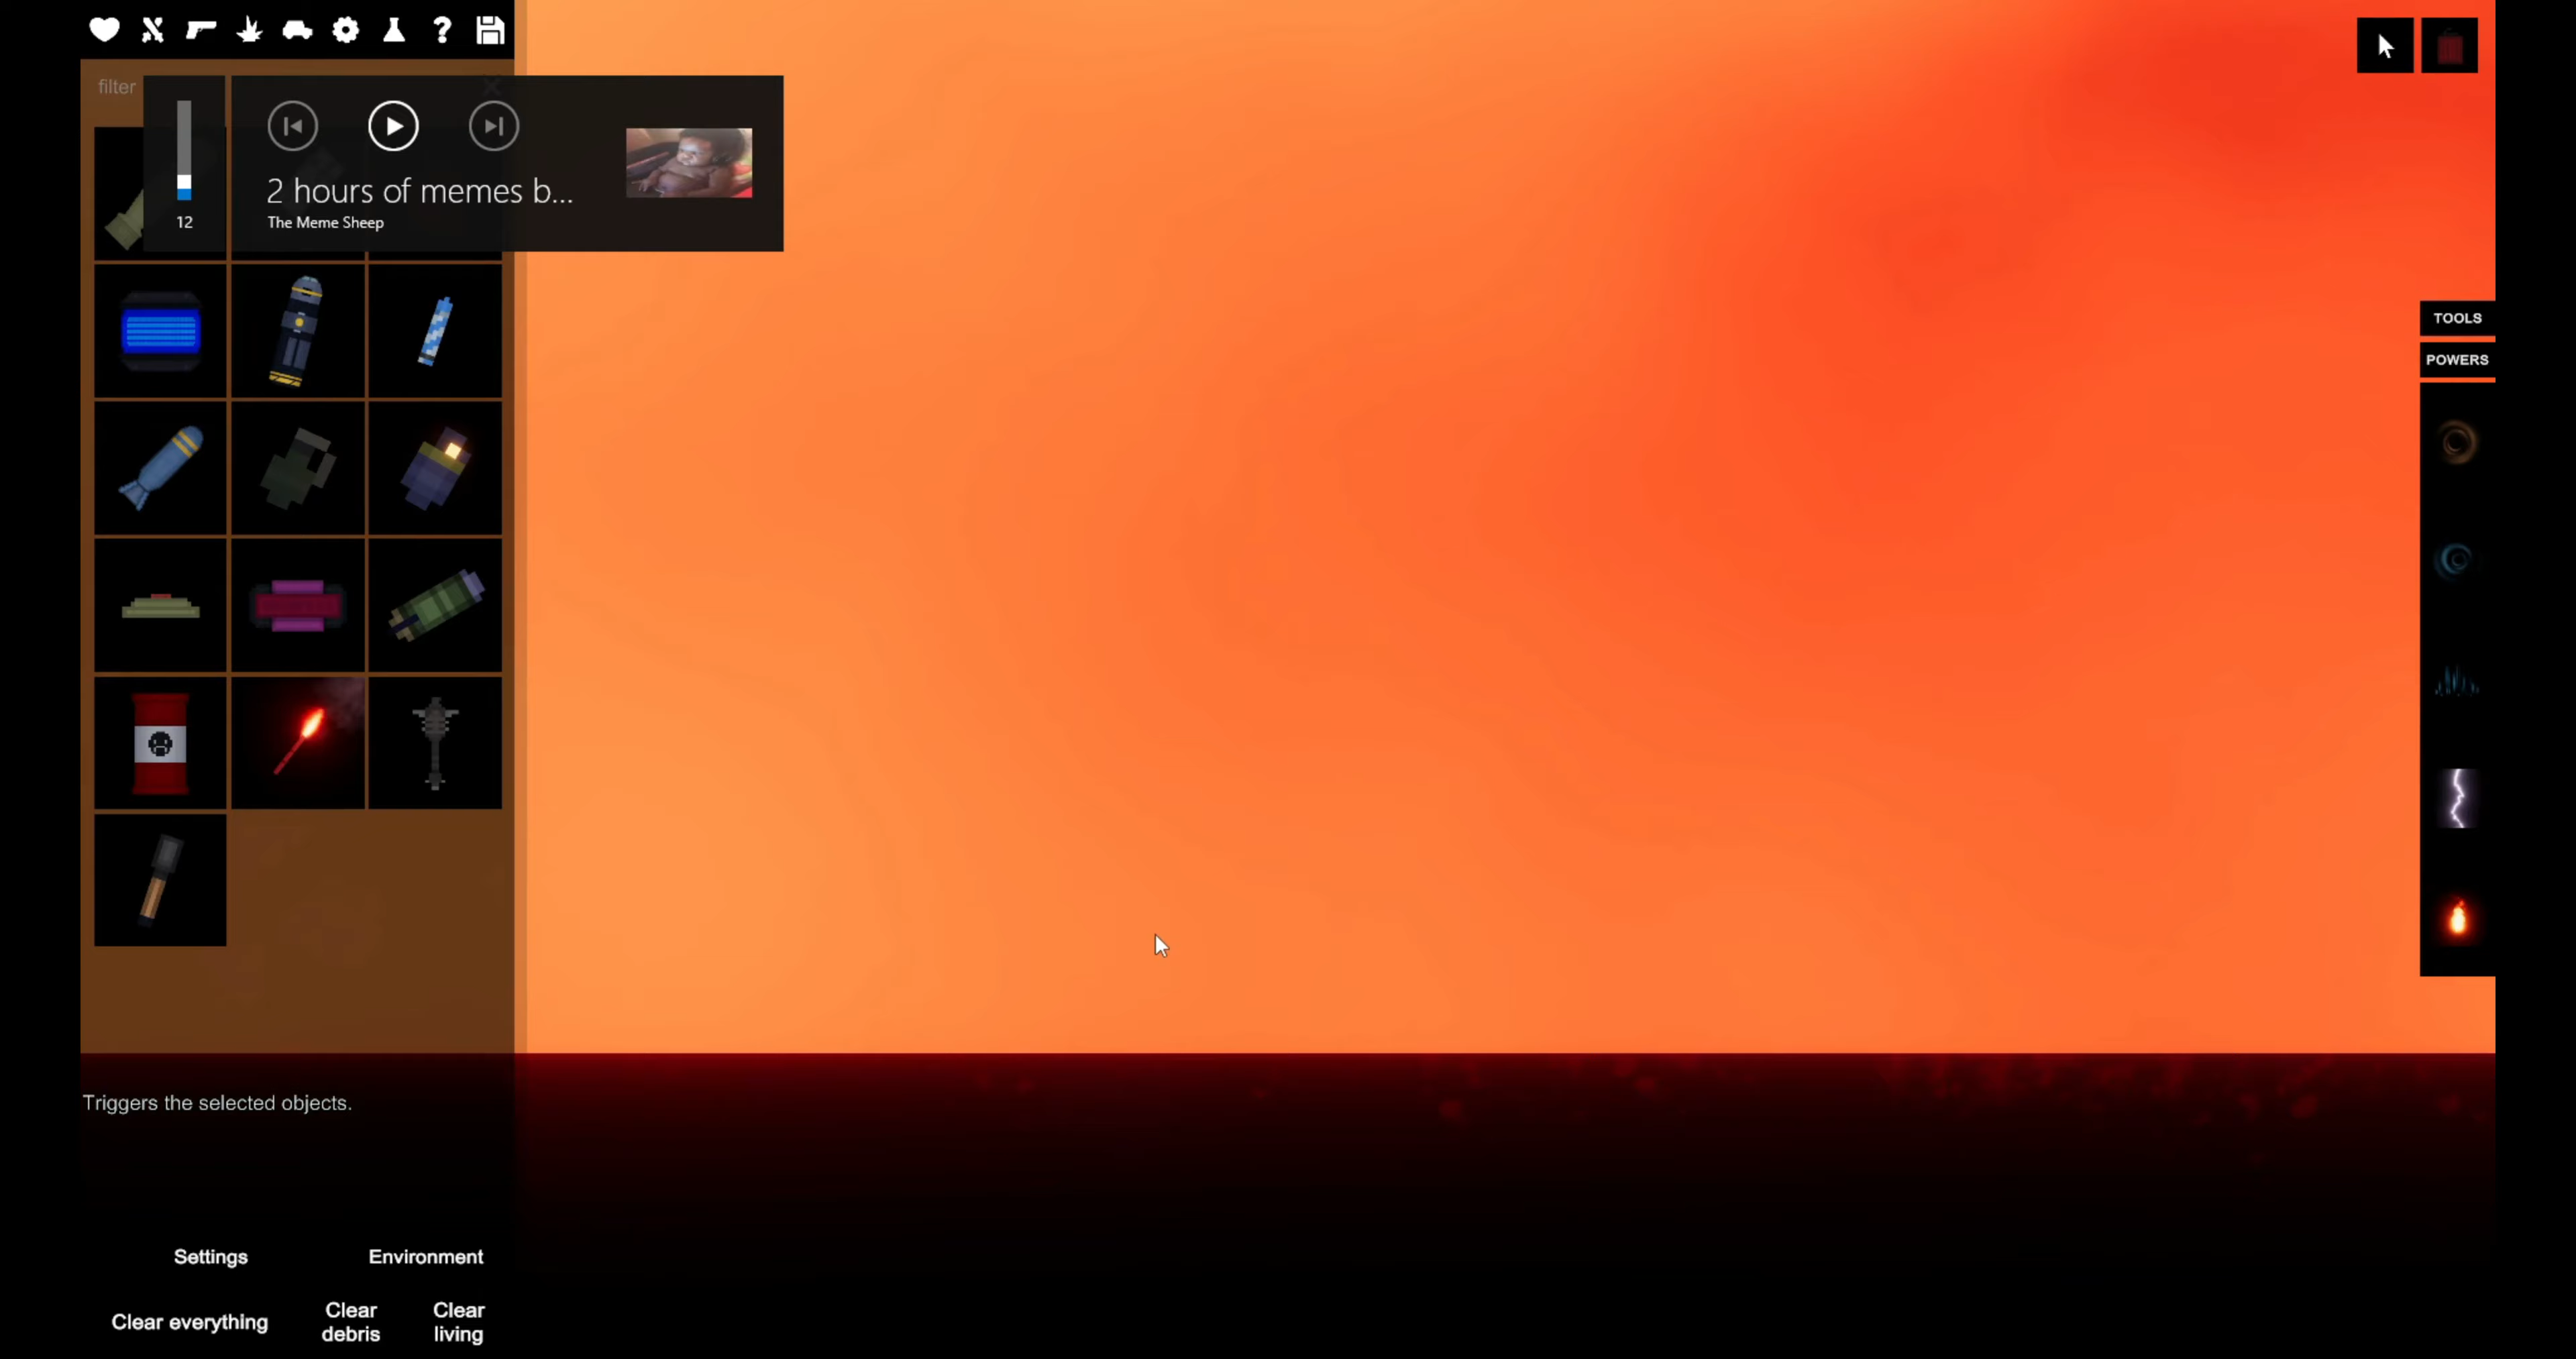 filter
12
2 hours of memes b...
The Meme Sheep
TOOLS
POWERS
Triggers the selected objects.
Settings
Environment
Clear everything
Clear debris
Clear living